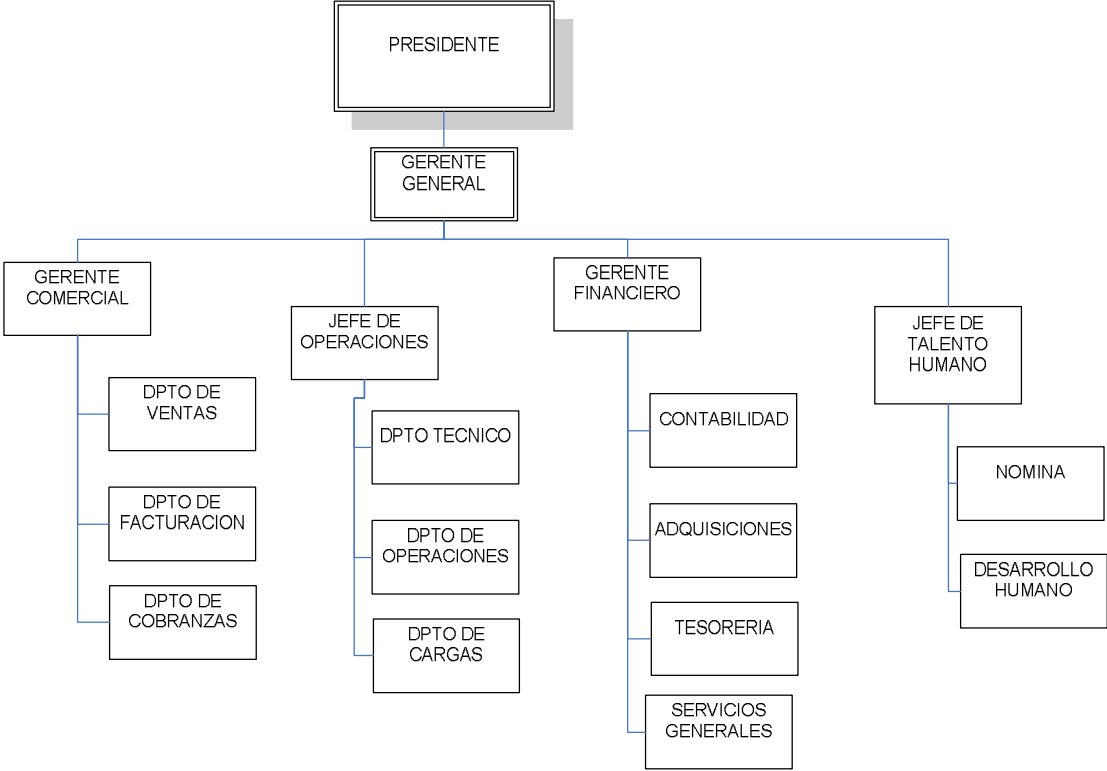 PRESIDENTE
GERENTE
GENERAL
GERENTE
COMERCIAL
DPTO DE
VENTAS
DPTO DE
FACTURACION
DPTO DE
COBRANZAS
JEFE DE
OPERACIONES
DPTO TECNICO
DPTO DE
OPERACIONES
DPTO DE
CARGAS
GERENTE
FINANCIERO
CONTABILIDAD
ADQUISICIONES
TESORERIA
SERVICIOS
GENERALES
JEFE DE
TALENTO
HUMANO
NOMINA
DESARROLLO
HUMANO